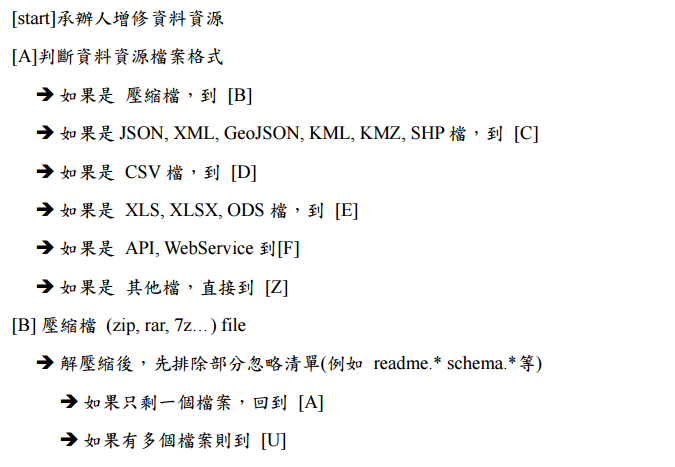 [start]承辦人增修資料資源
[A]判斷資料資源檔案格式
➔ 如果是 壓縮檔，到 [B]
➔ 如果是 JSON, XML, GeoJSON, KML, KMZ, SHP 檔，到 [C]
➔ 如果是 CSV 檔，到 [D]
➔ 如果是 XLS, XLSX, ODS 檔，到 [E]
➔ 如果是 API, WebService 到[F]
➔ 如果是 其他檔，直接到 [Z]
[B] 壓縮檔 (zip, rar, 7z…) file
➔ 解壓縮後，先排除部分忽略清單(例如 readme.* schema.*等)
➔ 如果只剩一個檔案，回到 [A]
➔ 如果有多個檔案則到 [U]